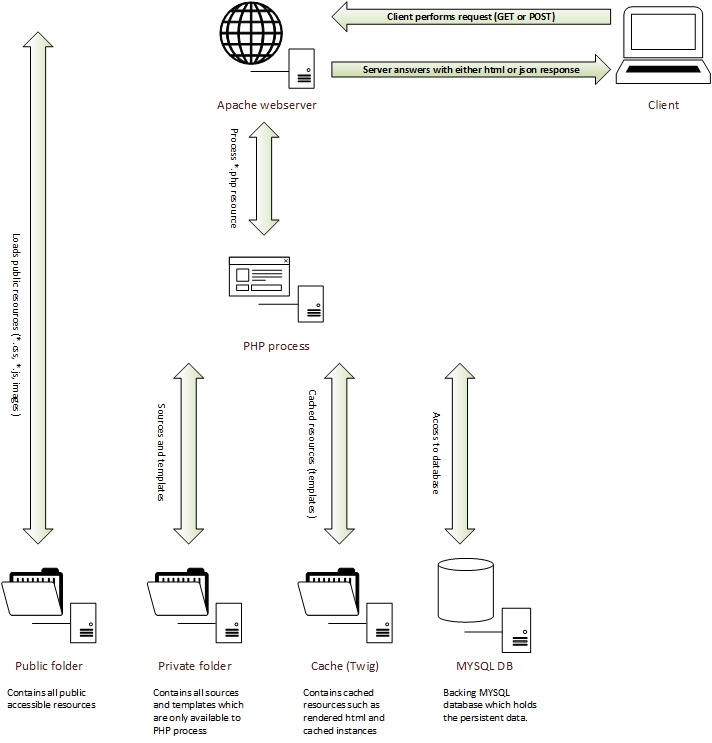 Client performs request (GET or POST)
Server answers with either html or json response
Apache webserver
Client
Process *.php resource
Loads public resources (*.css, *.js, images)
PHP process
Sources and templates
Cached resources (templates)
Access to database
Public folder
Private folder
Cache (Twig)
MYSQL DB
Contains all public
accessible resources
Contains all sources
and templates which
are only available to
PHP process
Contains cached
resources such as
rendered html and
cached instances
Backing MYSQL
database which holds
the persistent data.